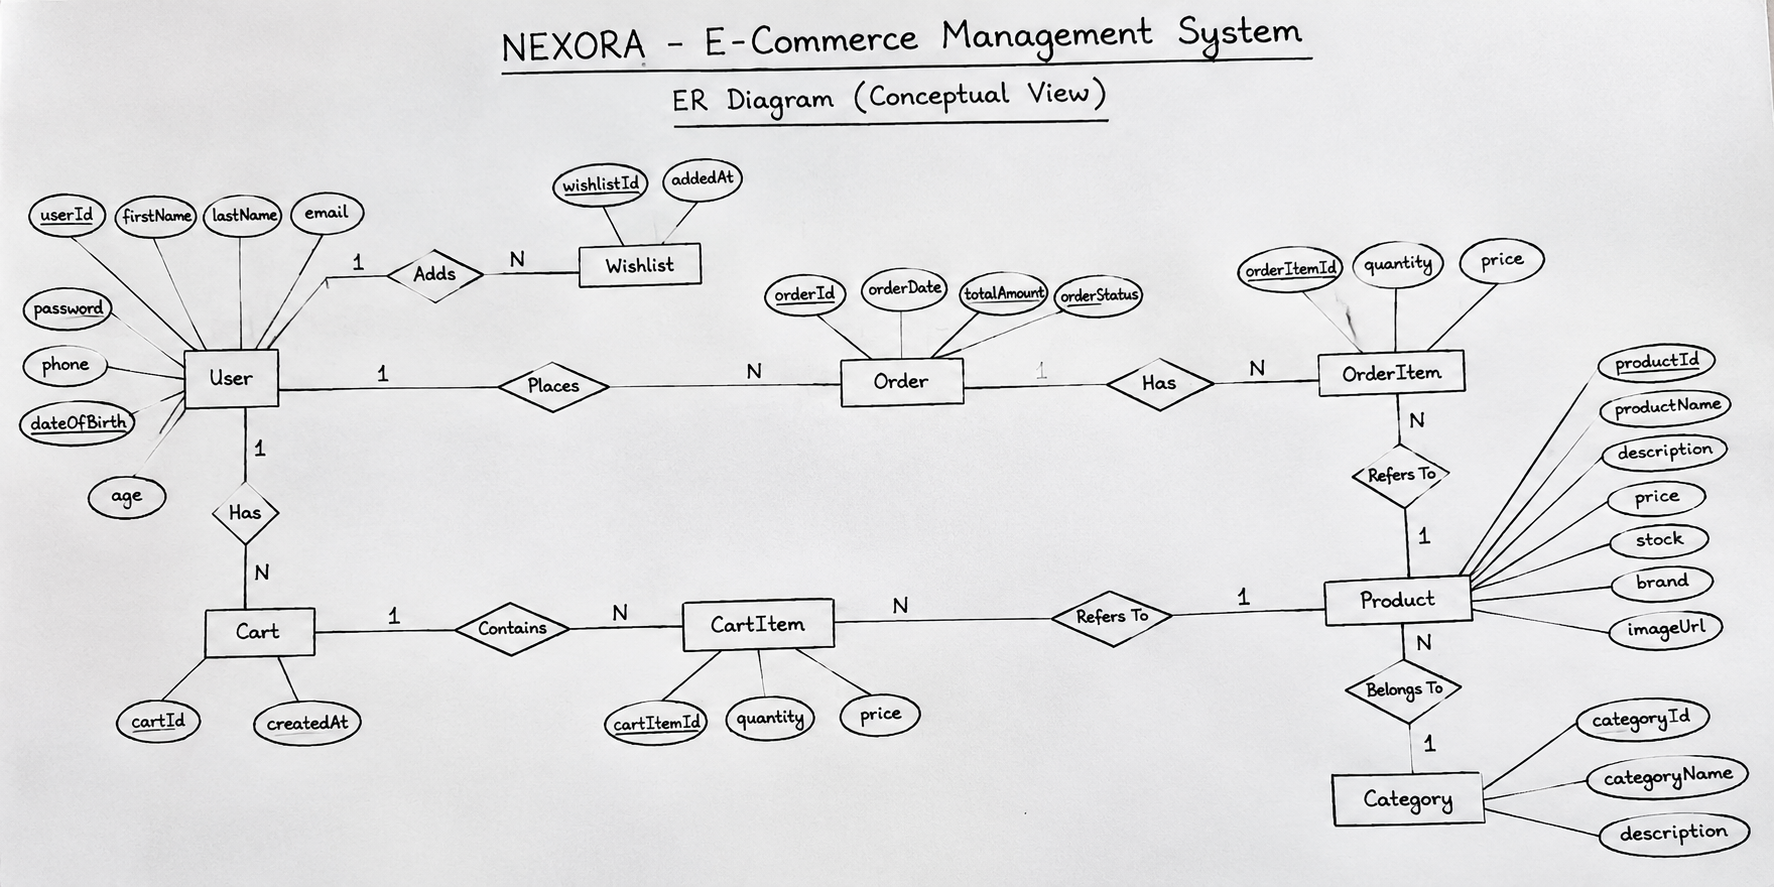 NEXORA - E-Commerce Management System
ER Diagram (Conceptual View)
wishlistId
addedAt
userId
firstName
lastName
email
1
Adds
N
Wishlist
orderItemId
quantity
price
password
orderId
orderDate
totalAmount
orderStatus
phone
User
1
Places
N
Order
1
Has
N
OrderItem
productId
dateOfBirth
productName
1
N
description
age
Refers To
price
Has
1
stock
N
brand
Cart
1
Contains
N
CartItem
N
Refers To
1
Product
imageUrl
N
Belongs To
cartId
createdAt
cartItemId
quantity
price
categoryId
1
categoryName
Category
description